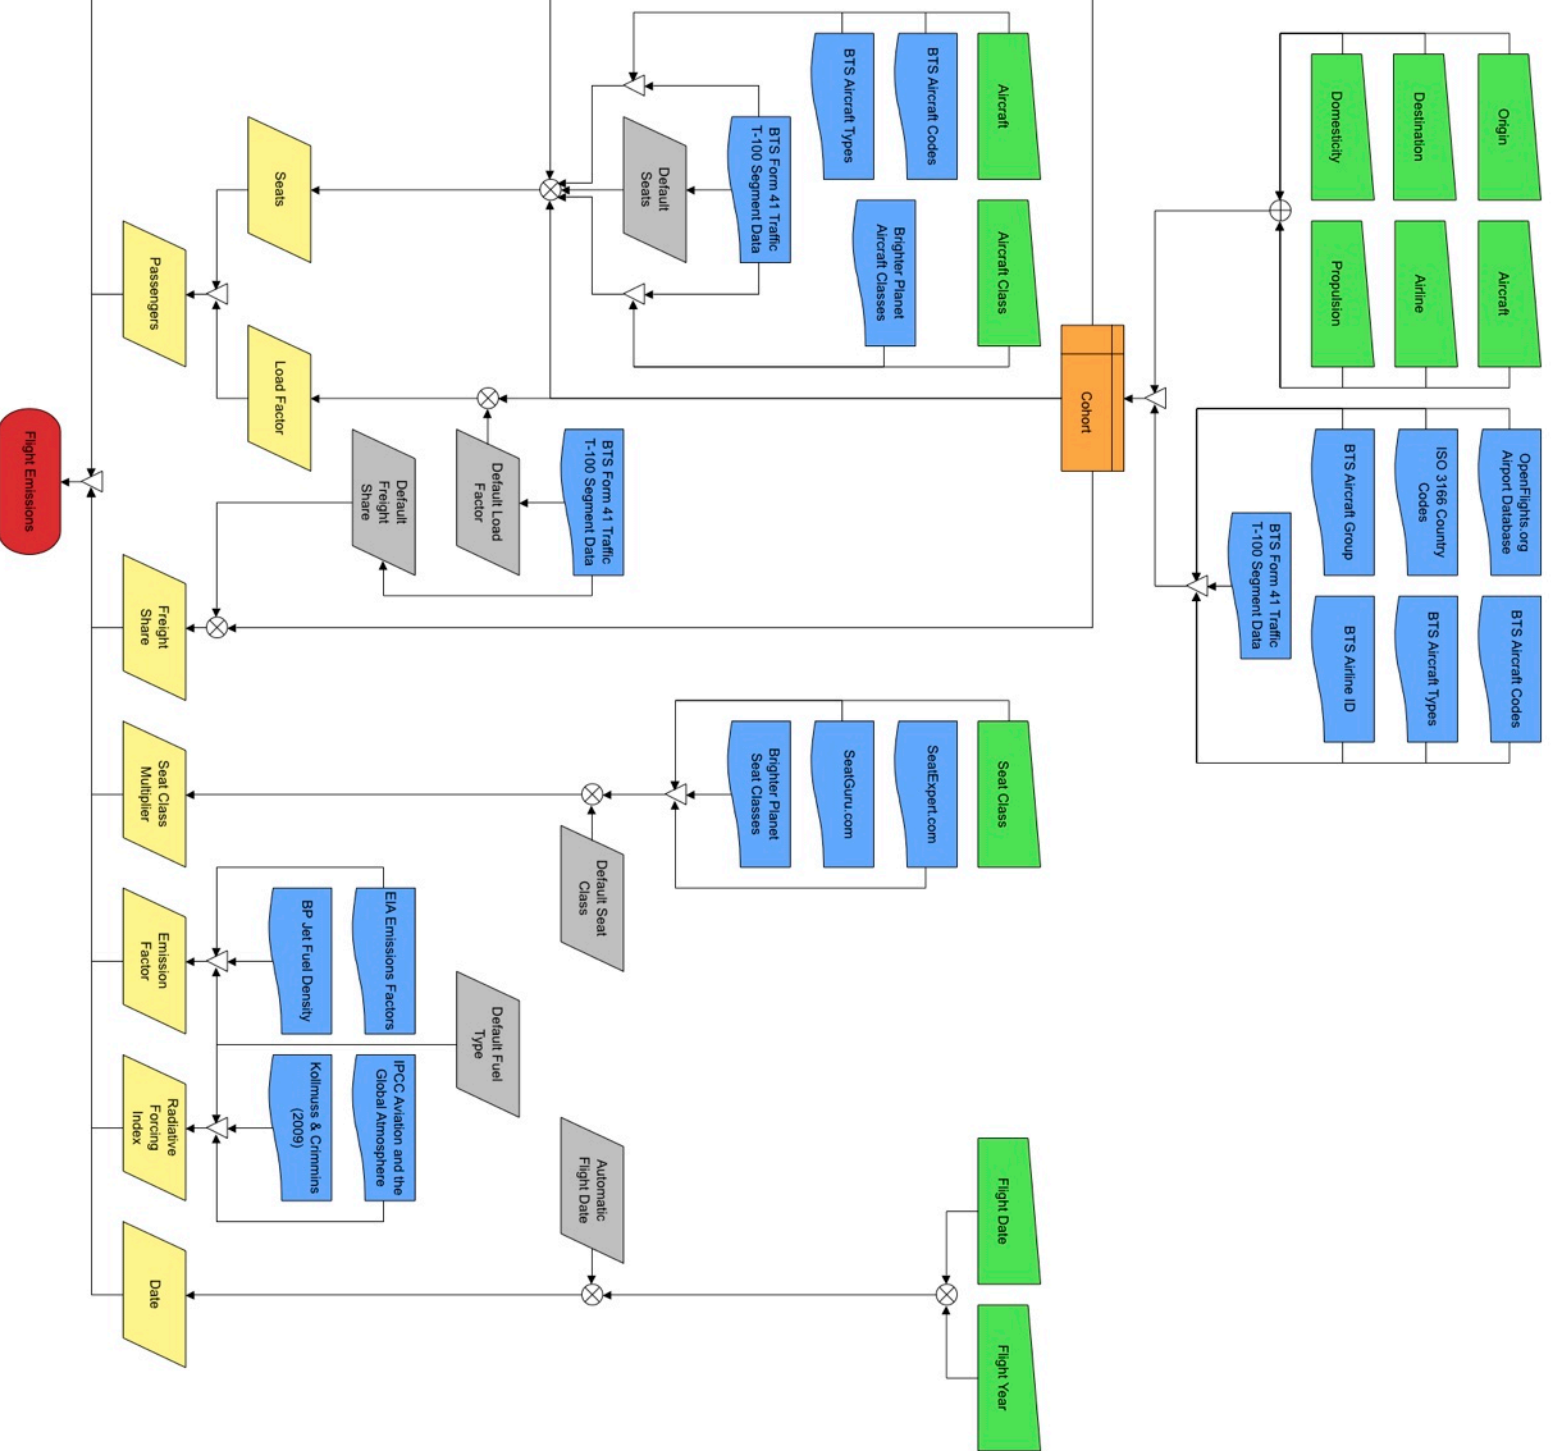 Origin
Aircraft
OpenFlights.org
Airport Database
BTS Aircraft Codes
Destination
Airline
ISO 3166 Country
Codes
BTS Aircraft Types
Domesticity
Propulsion
BTS Aircraft Group
BTS Airline ID
BTS Form 41 Traffic
T-100 Segment Data
Cohort
Aircraft
Aircraft Class
Seat Class
Flight Date
Flight Year
BTS Aircraft Codes
SeatExpert.com
Brighter Planet
Aircraft Classes
BTS Aircraft Types
SeatGuru.com
BTS Form 41 Traffic
T-100 Segment Data
Brighter Planet
Seat Classes
Default
Seats
BTS Form 41 Traffic
T-100 Segment Data
Default Seat
Class
Automatic
Flight Date
Default Load
Factor
Default Fuel
Type
Default
Freight
Share
EIA Emissions Factors
IPCC Aviation and the
Global Atmosphere
Seats
Load Factor
BP Jet Fuel Density
Kollmuss & Crimmins
(2009)
Passengers
Freight
Share
Seat Class
Multiplier
Emission
Factor
Radiative
Forcing
Index
Date
Flight Emissions